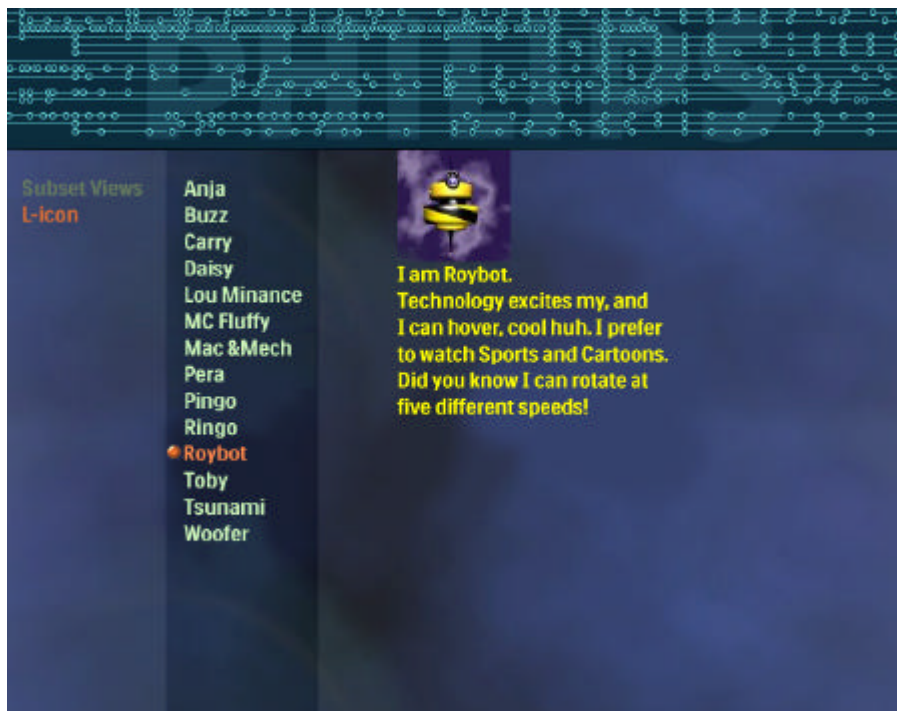 PHILIPS
Subset Views
L-icon
Anja
Buzz
Carry
Daisy
Lou Minance
MC Fluffy
Mac &Mech
Pera
Pingo
Ringo
Roybot
Toby
Tsunami
Woofer
I am Roybot.
Technology excites my, and
I can hover, cool huh. I prefer
to watch Sports and Cartoons.
Did you know I can rotate at
five different speeds!